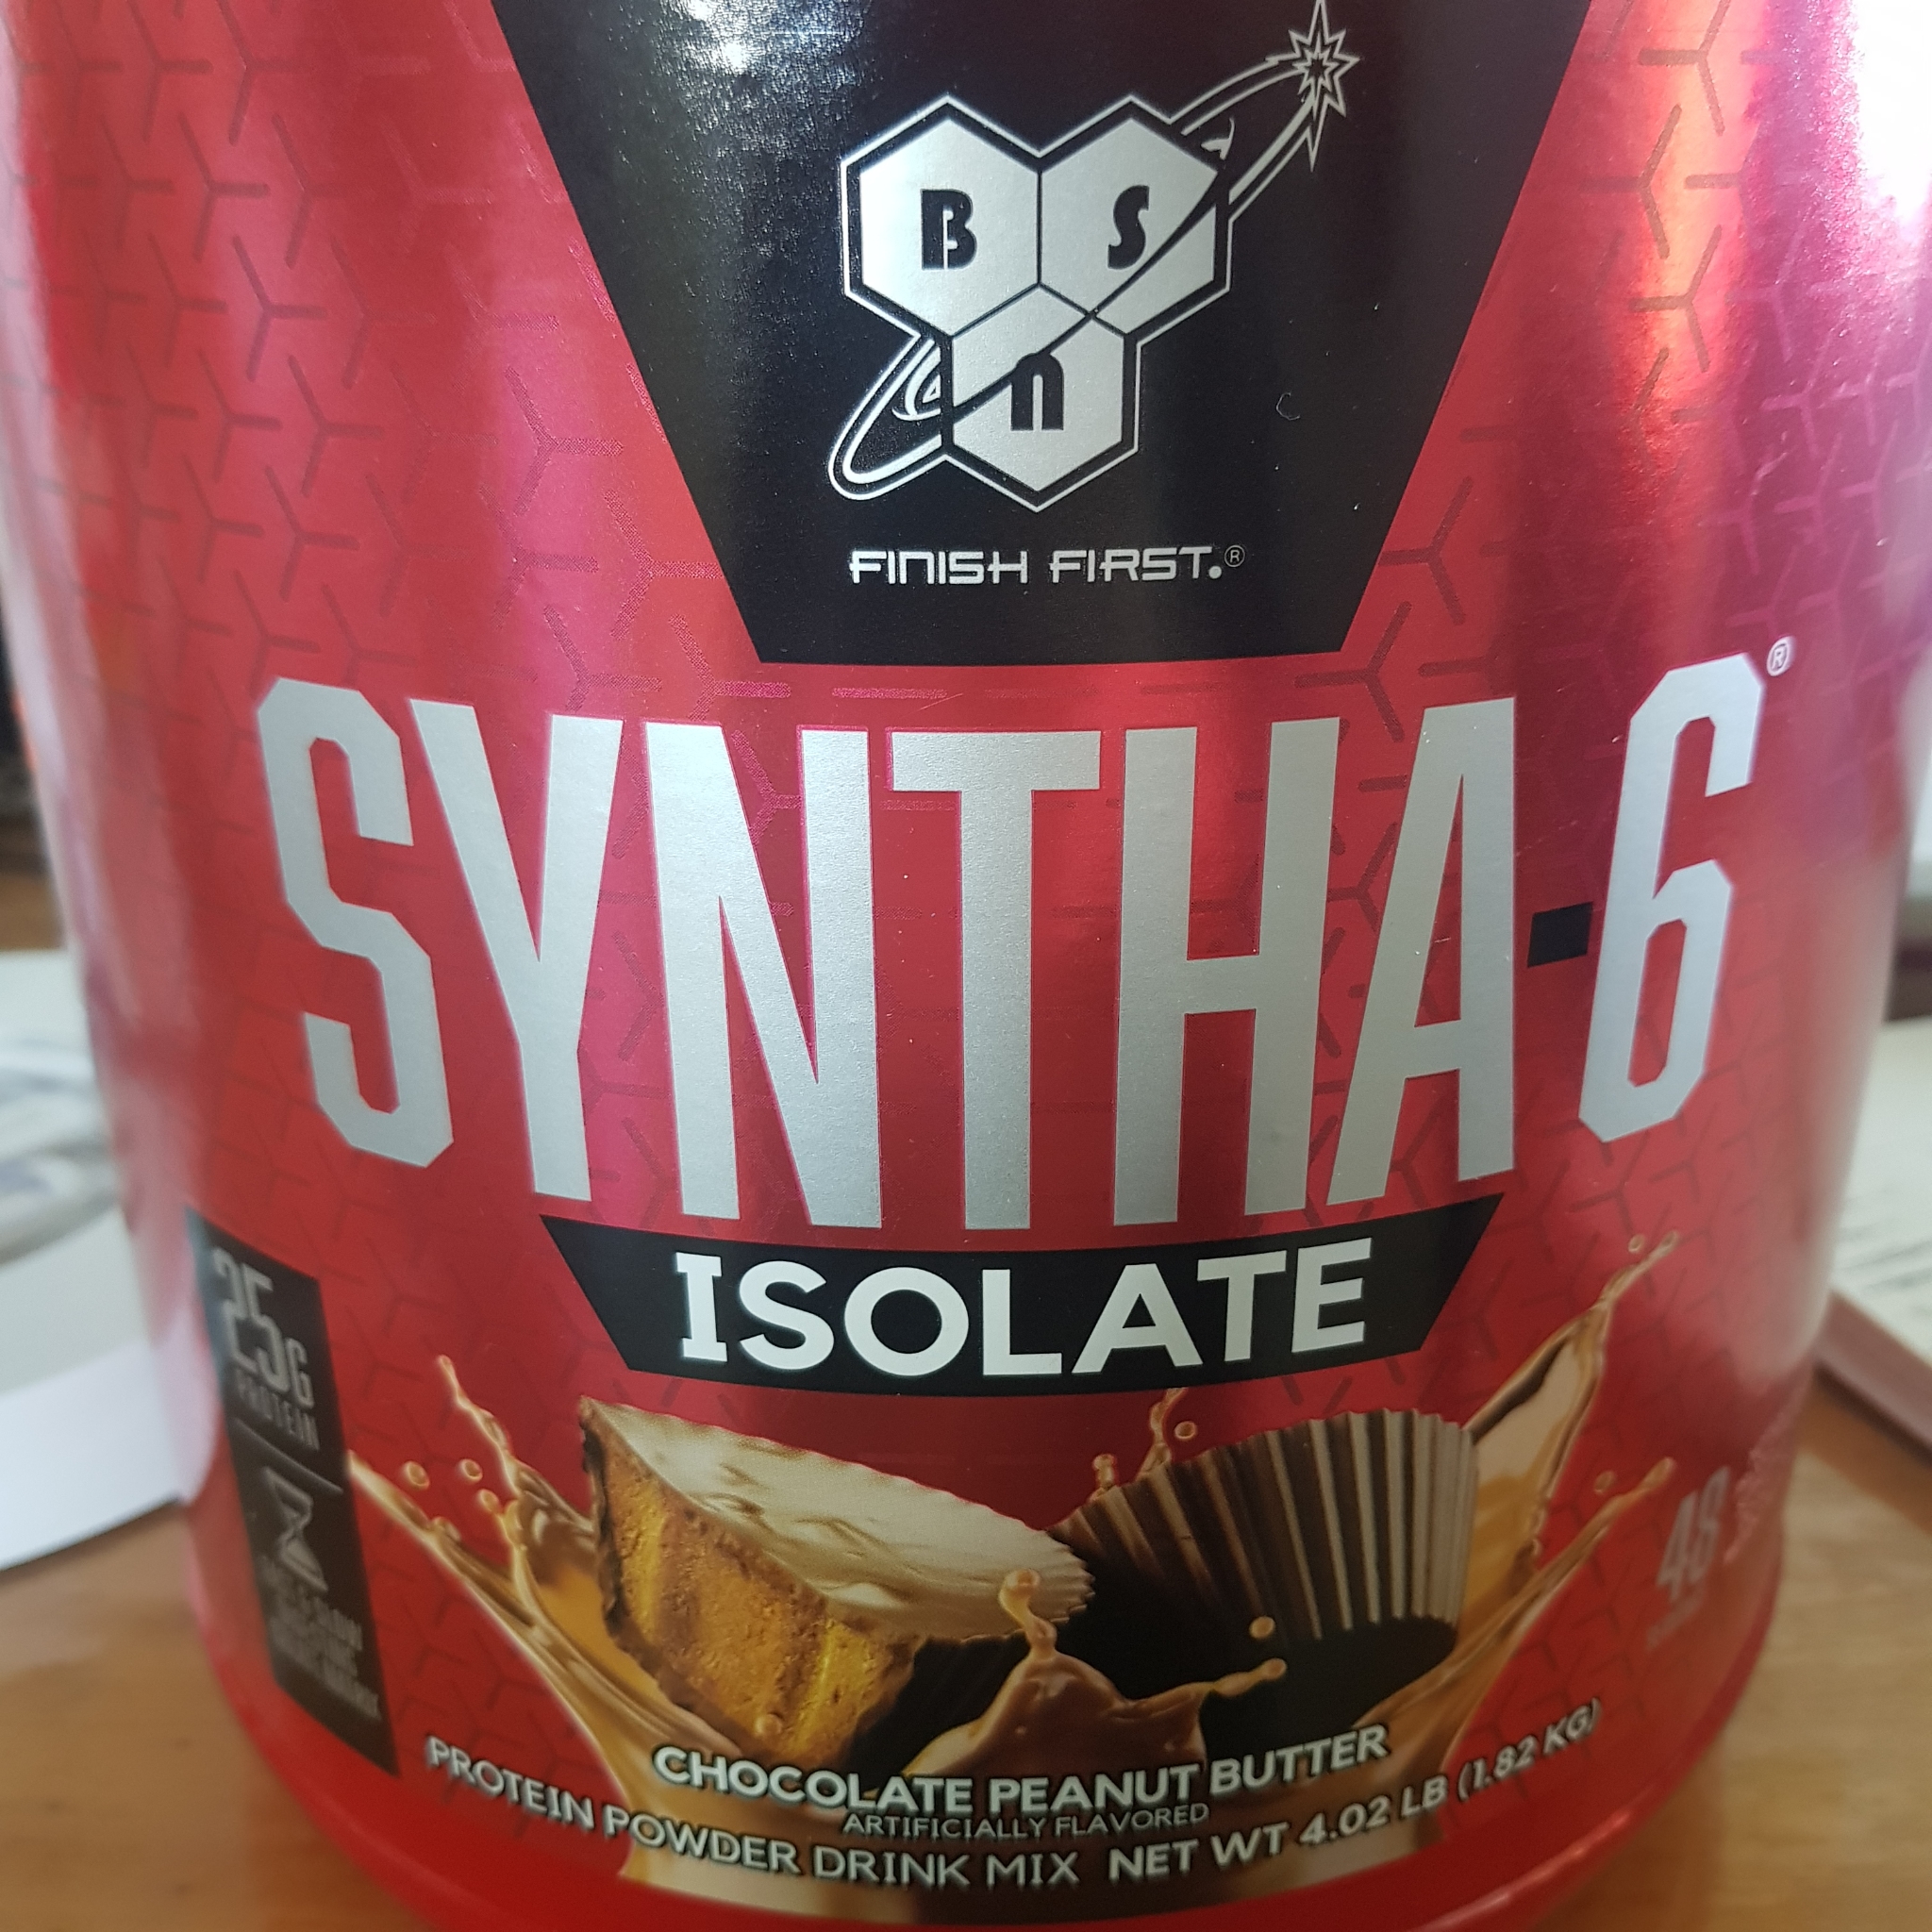 BSn
FINISH FIRST.®
SYNTHA-6®
ISOLATE
25G
PROTEIN
48
CHOCOLATE PEANUT BUTTER
ARTIFICIALLY FLAVORED
PROTEIN POWDER DRINK MIX NET WT 4.02 LB (1.82 KG)